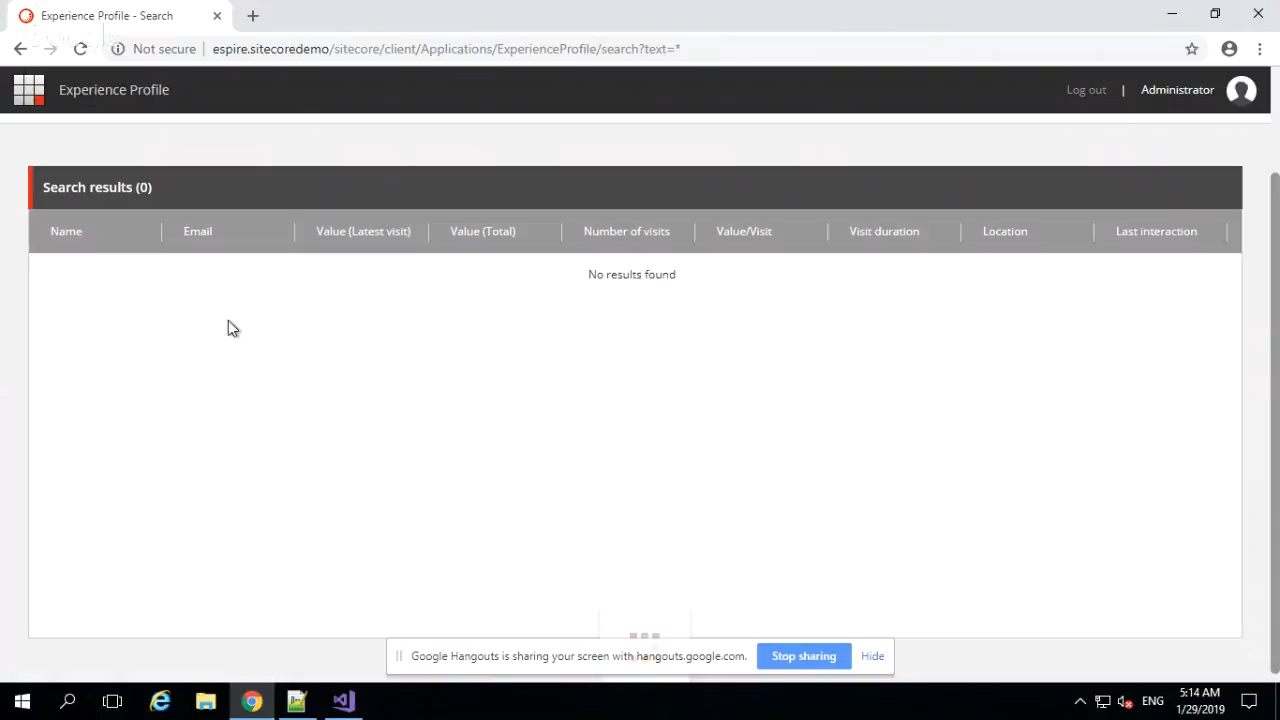 Experience Profile - Search
Not secure espire.sitecoredemo/sitecore/client/Applications/ExperienceProfile/search?text=*
Experience Profile Log out | Administrator
Search results (0)
Name Email Value (Latest visit) Value (Total) Number of visits Value/Visit Visit duration Location Last interaction
No results found
Google Hangouts is sharing your screen with hangouts.google.com. Stop sharing Hide
ENG 5:14 AM
1/29/2019